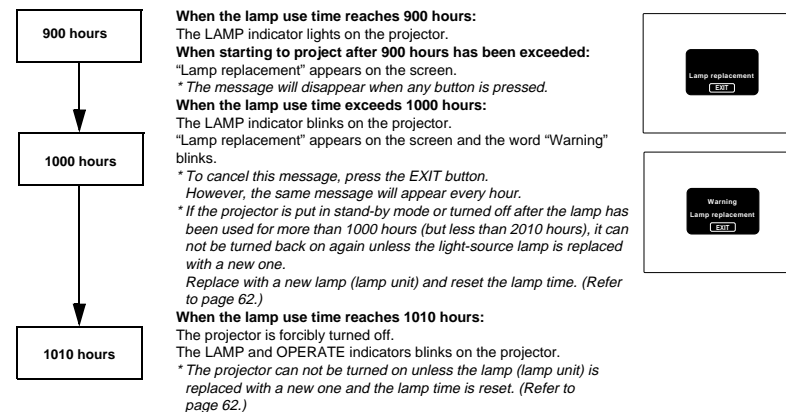 900 hours
1000 hours
1010 hours
When the lamp use time reaches 900 hours:
The LAMP indicator lights on the projector.
When starting to project after 900 hours has been exceeded:
“Lamp replacement” appears on the screen.
* The message will disappear when any button is pressed.
When the lamp use time exceeds 1000 hours:
The LAMP indicator blinks on the projector.
“Lamp replacement” appears on the screen and the word “Warning”
blinks.
* To cancel this message, press the EXIT button.
However, the same message will appear every hour.
* If the projector is put in stand-by mode or turned off after the lamp has
been used for more than 1000 hours (but less than 2010 hours), it can
not be turned back on again unless the light-source lamp is replaced
with a new one.
Replace with a new lamp (lamp unit) and reset the lamp time. (Refer
to page 62.)
When the lamp use time reaches 1010 hours:
The projector is forcibly turned off.
The LAMP and OPERATE indicators blinks on the projector.
* The projector can not be turned on unless the lamp (lamp unit) is
replaced with a new one and the lamp time is reset. (Refer to
page 62.)
Lamp replacement
EXIT
Warning
Lamp replacement
EXIT